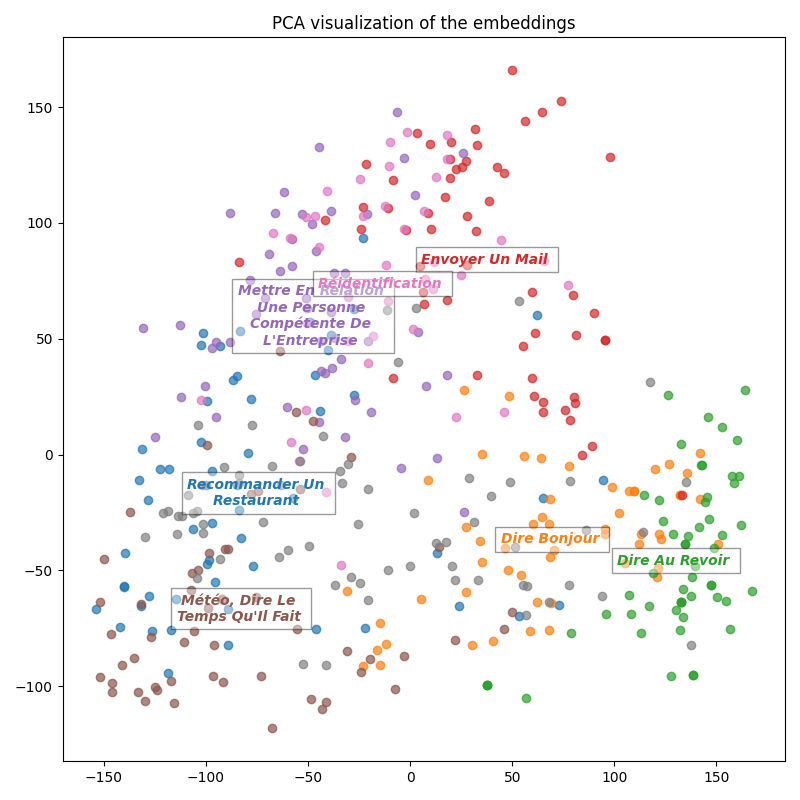 PCA visualization of the embeddings
150
100
50
0
−50
−100
−150
−100
−50
0
50
100
150
Envoyer Un Mail
Réidentification
Mettre En Relation
Une Personne
Compétente De
L'Entreprise
Recommander Un
Restaurant
Dire Bonjour
Dire Au Revoir
Météo, Dire Le
Temps Qu'Il Fait